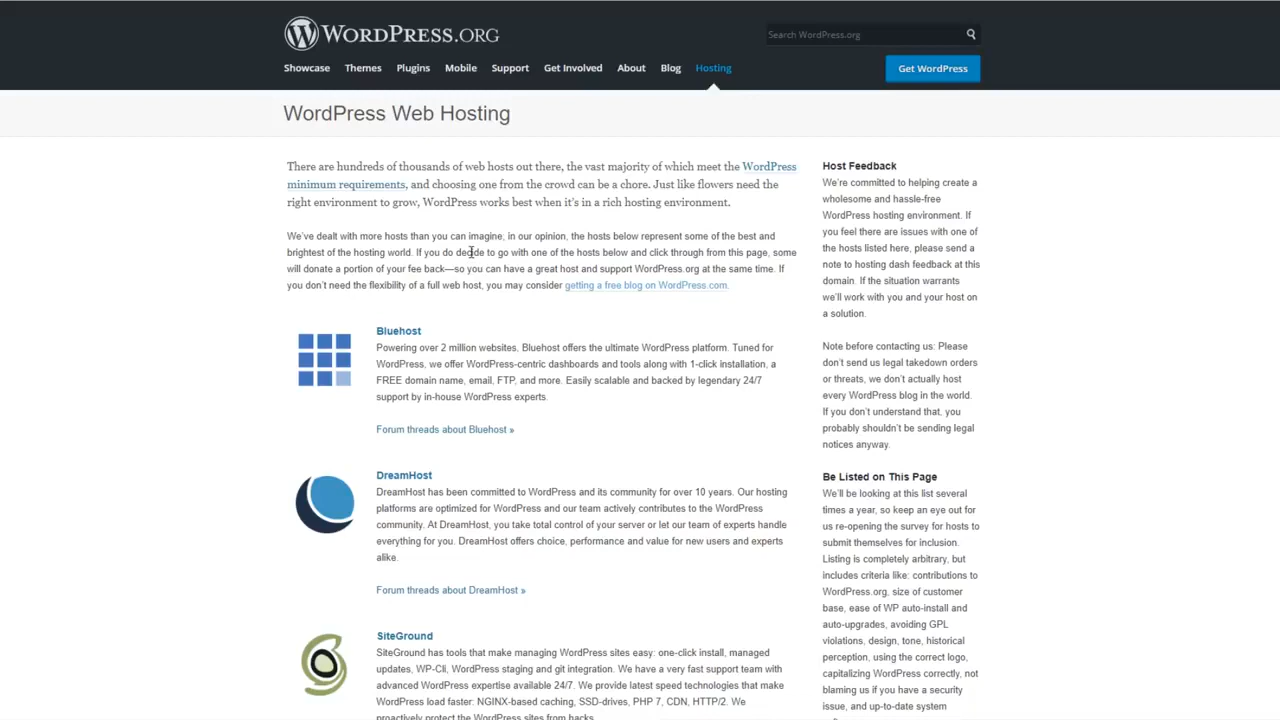 WORDPRESS.ORG
Search WordPress.org
Showcase Themes Plugins Mobile Support Get Involved About Blog Hosting
Get WordPress
WordPress Web Hosting
There are hundreds of thousands of web hosts out there, the vast majority of which meet the WordPress
minimum requirements, and choosing one from the crowd can be a chore. Just like flowers need the
right environment to grow, WordPress works best when it's in a rich hosting environment.
We've dealt with more hosts than you can imagine, in our opinion, the hosts below represent some of the best and
brightest of the hosting world. If you do decide to go with one of the hosts below and click through from this page, some
will donate a portion of your fee back—so you can have a great host and support WordPress.org at the same time. If
you don't need the flexibility of a full web host, you may consider getting a free blog on WordPress.com.
Bluehost
Powering over 2 million websites, Bluehost offers the ultimate WordPress platform. Tuned for
WordPress, we offer WordPress-centric dashboards and tools along with 1-click installation, a
FREE domain name, email, FTP, and more. Easily scalable and backed by legendary 24/7
support by in-house WordPress experts.
Forum threads about Bluehost »
DreamHost
DreamHost has been committed to WordPress and its community for over 10 years. Our hosting
platforms are optimized for WordPress and our team actively contributes to the WordPress
community. At DreamHost, you take total control of your server or let our team of experts handle
everything for you. DreamHost offers choice, performance and value for new users and experts
alike.
Forum threads about DreamHost »
SiteGround
SiteGround has tools that make managing WordPress sites easy: one-click install, managed
updates, WP-Cli, WordPress staging and git integration. We have a very fast support team with
advanced WordPress expertise available 24/7. We provide latest speed technologies that make
WordPress load faster: NGINX-based caching, SSD-drives, PHP 7, CDN, HTTP/2. We
proactively protect the WordPress sites from hacks.
Host Feedback
We're committed to helping create a
wholesome and hassle-free
WordPress hosting environment. If
you feel there are issues with one of
the hosts listed here, please send a
note to hosting dash feedback at this
domain. If the situation warrants
we'll work with you and your host on
a solution.
Note before contacting us: Please
don't send us legal takedown orders
or threats, we don't actually host
every WordPress blog in the world.
If you don't understand that, you
probably shouldn't be sending legal
notices anyway.
Be Listed on This Page
We'll be looking at this list several
times a year, so keep an eye out for
us re-opening the survey for hosts to
submit themselves for inclusion.
Listing is completely arbitrary, but
includes criteria like: contributions to
WordPress.org, size of customer
base, ease of WP auto-install and
auto-upgrades, avoiding GPL
violations, design, tone, historical
perception, using the correct logo,
capitalizing WordPress correctly, not
blaming us if you have a security
issue, and up-to-date system